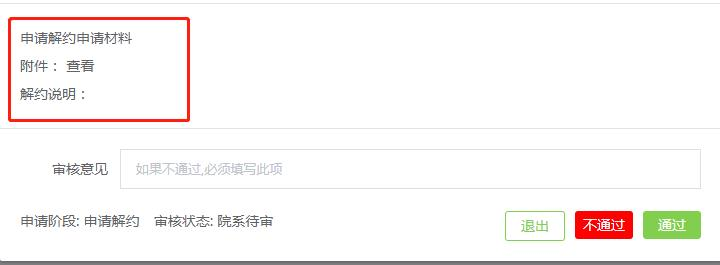 申请解约申请材料
附件： 查看
解约说明：
审核意见 如果不通过,必须填写此项
申请阶段: 申请解约 审核状态: 院系待审 退出 不通过 通过